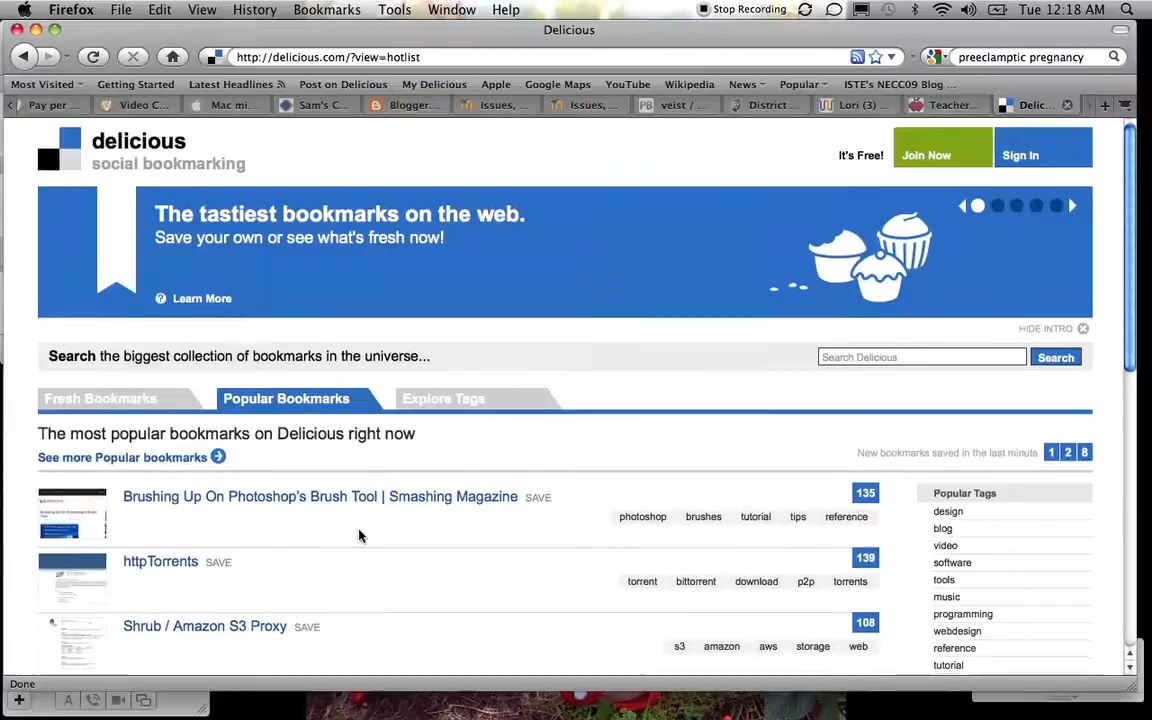 Firefox File Edit View History Bookmarks Tools Window Help Stop Recording Tue 12:18 AM
Delicious
http://delicious.com/?view=hotlist preeclamptic pregnancy
Most Visited Getting Started Latest Headlines Post on Delicious My Delicious Apple Google Maps YouTube Wikipedia News Popular ISTE's NECC09 Blog ...
Pay per ... Video C... Mac mi... Sam's C... Blogger... Issues, ... Issues, ... PB veist / ... District ... Lori (3) ... Teacher... Delic...
delicious
social bookmarking
It's Free! Join Now Sign In
The tastiest bookmarks on the web.
Save your own or see what's fresh now!
Learn More
HIDE INTRO
Search the biggest collection of bookmarks in the universe... Search Delicious Search
Fresh Bookmarks Popular Bookmarks Explore Tags
The most popular bookmarks on Delicious right now
See more Popular bookmarks New bookmarks saved in the last minute 1 2 8
Brushing Up On Photoshop's Brush Tool | Smashing Magazine SAVE 135
photoshop brushes tutorial tips reference
httpTorrents SAVE 139
torrent bittorrent download p2p torrents
Shrub / Amazon S3 Proxy SAVE 108
s3 amazon aws storage web
Popular Tags
design
blog
video
software
tools
music
programming
webdesign
reference
tutorial
Done